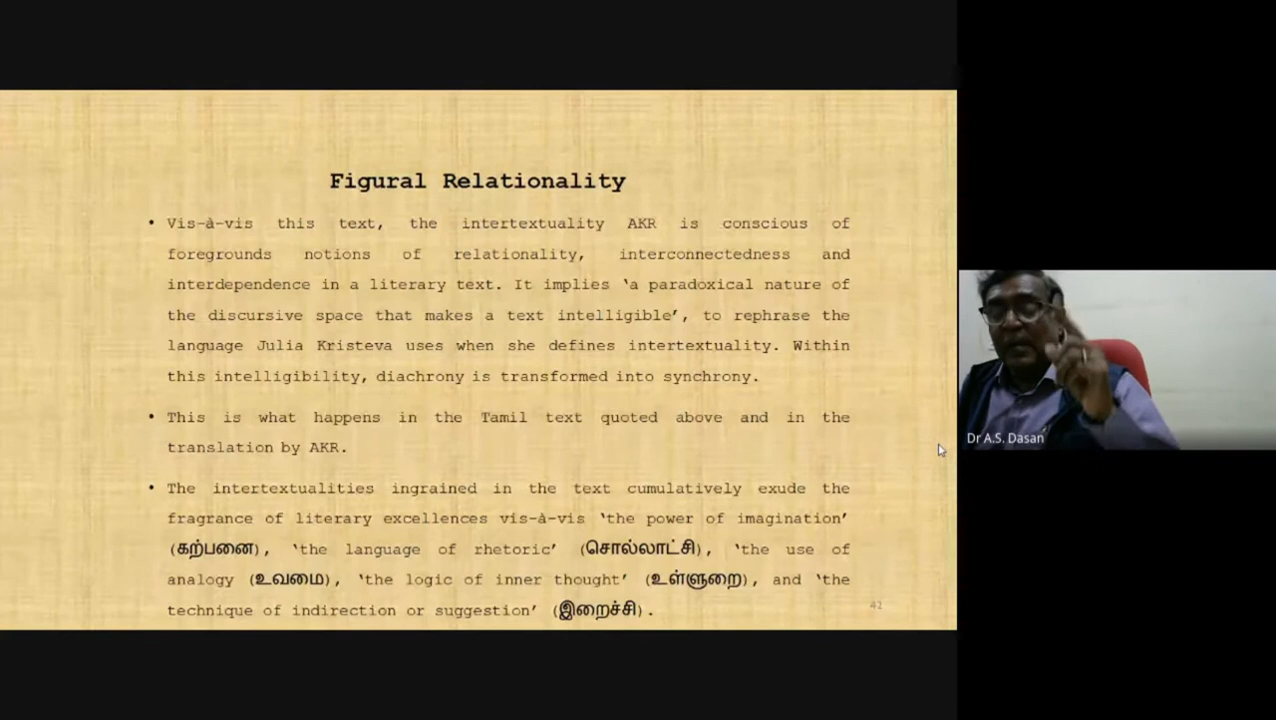 Figural Relationality
• Vis-à-vis this text, the intertextuality AKR is conscious of
foregrounds notions of relationality, interconnectedness and
interdependence in a literary text. It implies ‘a paradoxical nature of
the discursive space that makes a text intelligible’, to rephrase the
language Julia Kristeva uses when she defines intertextuality. Within
this intelligibility, diachrony is transformed into synchrony.
• This is what happens in the Tamil text quoted above and in the
translation by AKR.
• The intertextualities ingrained in the text cumulatively exude the
fragrance of literary excellences vis-à-vis ‘the power of imagination’
(கற்பனை), ‘the language of rhetoric’ (சொல்லாட்சி), ‘the use of
analogy (உவமை), ‘the logic of inner thought’ (உள்ளுறை), and ‘the
technique of indirection or suggestion’ (இறைச்சி).
42
Dr A.S. Dasan